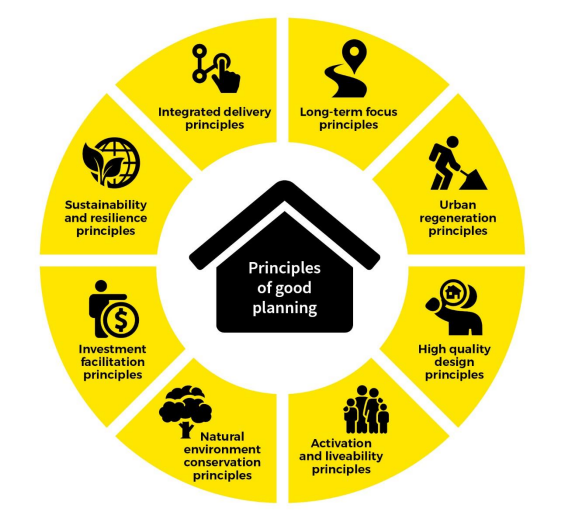 Integrated delivery
principles
Long-term focus
principles
Urban
regeneration
principles
High quality
design
principles
Activation
and liveability
principles
Natural
environment
conservation
principles
Investment
facilitation
principles
Sustainability
and resilience
principles
Principles
of good
planning
$